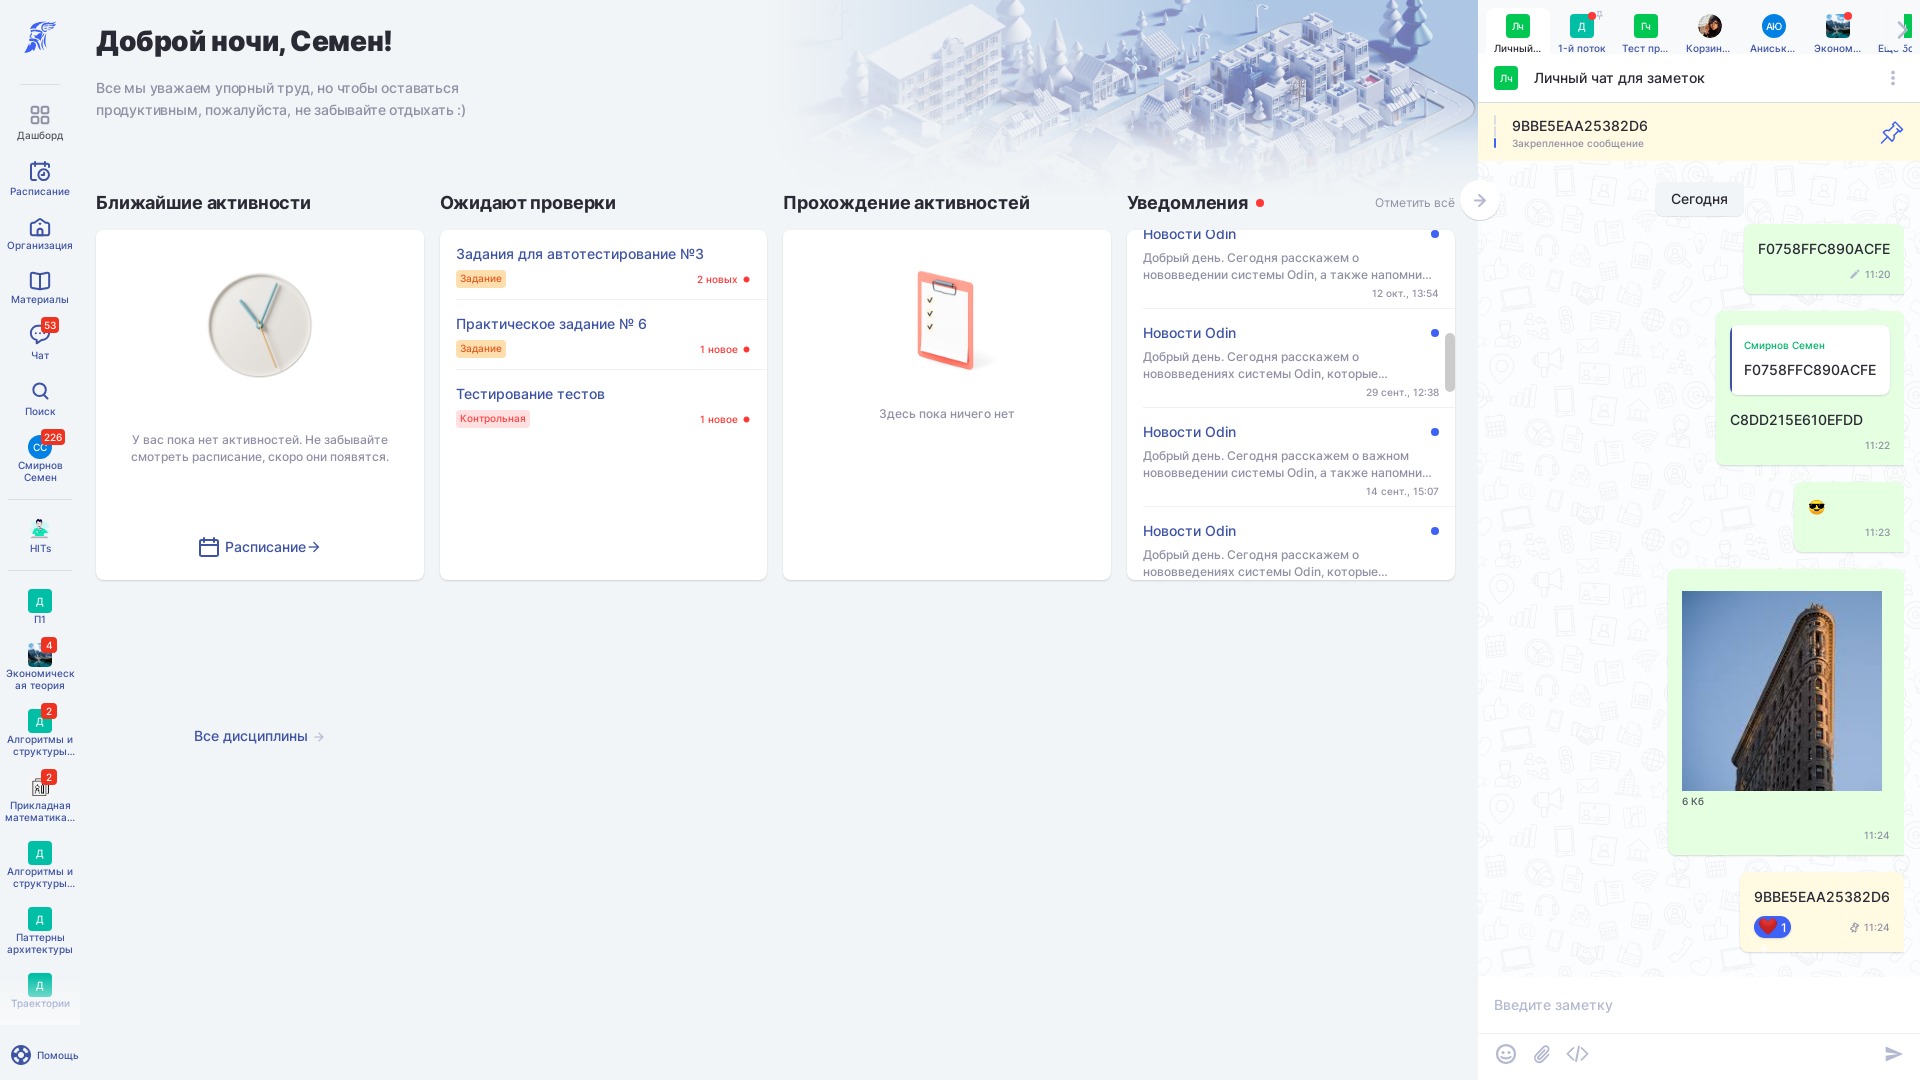 Дашборд
Расписание
Организация
Материалы
53
Чат
Поиск
СС
226
Смирнов
Семен
HITs
Д
П1
4
Экономическ
ая теория
Д
2
Алгоритмы и
структуры...
2
Прикладная
математика...
Д
Алгоритмы и
структуры...
Д
Паттерны
архитектуры
Д
Траектории
Помощь
Доброй ночи, Семен!
Все мы уважаем упорный труд, но чтобы оставаться
продуктивным, пожалуйста, не забывайте отдыхать :)
Ближайшие активности
У вас пока нет активностей. Не забывайте
смотреть расписание, скоро они появятся.
Расписание
Ожидают проверки
Задания для автотестирование №3
Задание
2 новых
Практическое задание № 6
Задание
1 новое
Тестирование тестов
Контрольная
1 новое
Прохождение активностей
Здесь пока ничего нет
Уведомления
Отметить всё
Новости Odin
Добрый день. Сегодня расскажем о
нововведении системы Odin, а также напомни...
12 окт., 13:54
Новости Odin
Добрый день. Сегодня расскажем о
нововведениях системы Odin, которые...
29 сент., 12:38
Новости Odin
Добрый день. Сегодня расскажем о важном
нововведении системы Odin, а также напомни...
14 сент., 15:07
Новости Odin
Добрый день. Сегодня расскажем о
нововведениях системы Odin, которые...
Все дисциплины
Лч
Личный...
Д
1-й поток
Гч
Тест пр...
Корзин...
АЮ
Аниськ...
Эконом...
Лч
Личный чат для заметок
9BBE5EAA25382D6
Закрепленное сообщение
Сегодня
F0758FFC890ACFE
11:20
Смирнов Семен
F0758FFC890ACFE
C8DD215E610EFDD
11:22
😎
11:23
6 Кб
11:24
9BBE5EAA25382D6
❤️ 1
11:24
Введите заметку